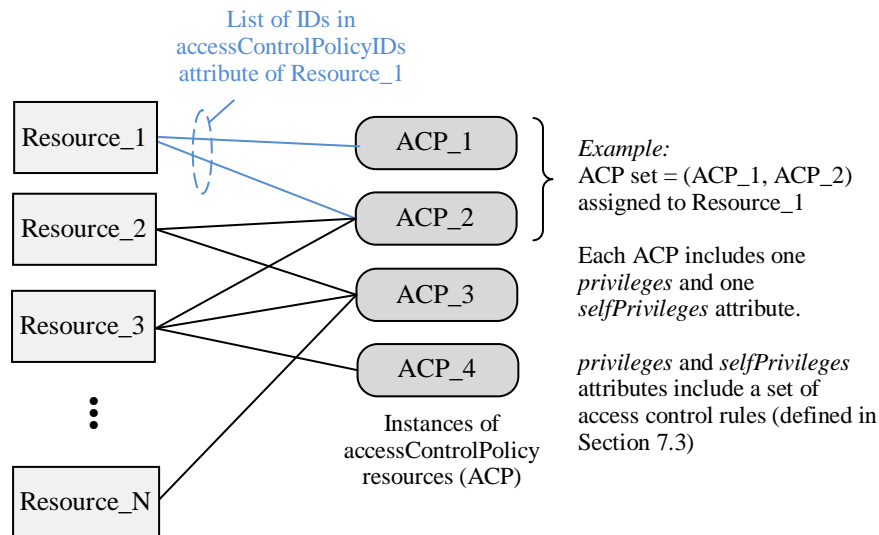 List of IDs in
accessControlPolicyIDs
attribute of Resource_1
Resource_1
Resource_2
Resource_3
Resource_N
ACP_1
ACP_2
ACP_3
ACP_4
Instances of
accessControlPolicy
resources (ACP)
Example:
ACP set = (ACP_1, ACP_2)
assigned to Resource_1
Each ACP includes one
privileges and one
selfPrivileges attribute.
privileges and selfPrivileges
attributes include a set of
access control rules (defined in
Section 7.3)